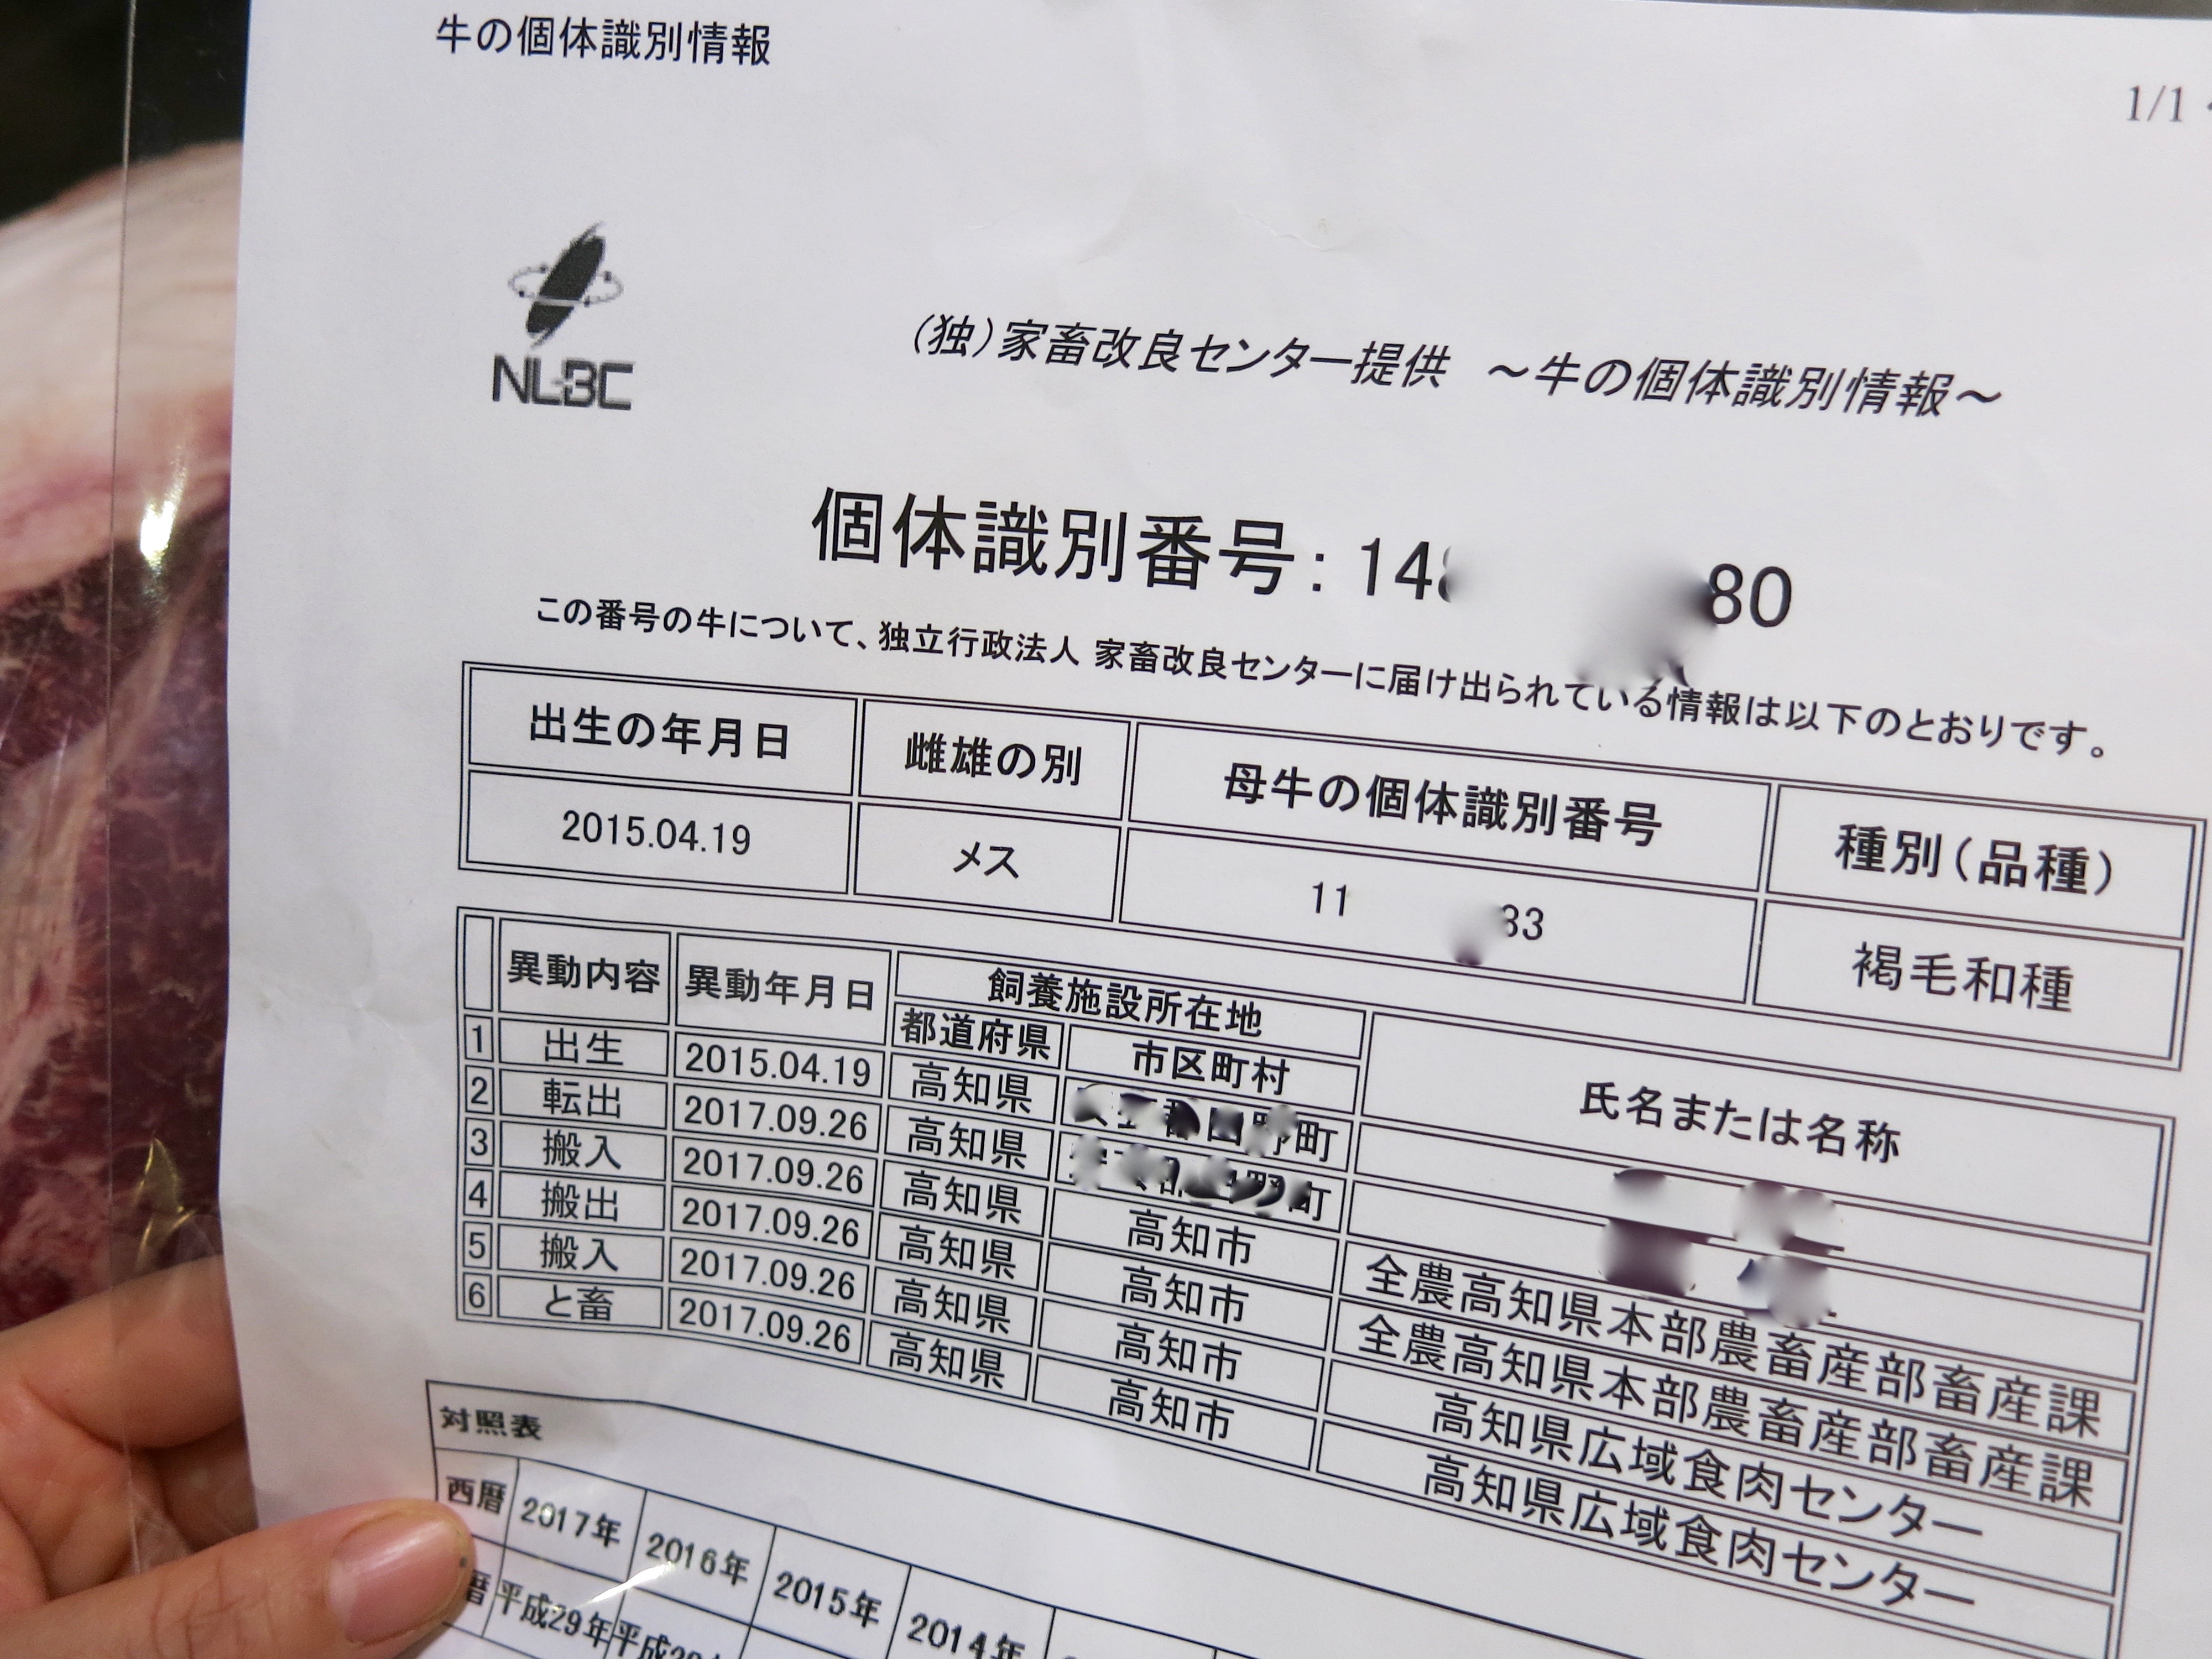 牛の個体識別情報
1/1
NLBC
(独)家畜改良センター提供　～牛の個体識別情報～
個体識別番号：14 80
この番号の牛について、独立行政法人 家畜改良センターに届け出られている情報は以下のとおりです。
出生の年月日 雌雄の別 母牛の個体識別番号 種別(品種)
2015.04.19 メス 11 33 褐毛和種
異動内容 異動年月日 飼養施設所在地 氏名または名称
都道府県 市区町村
1 出生 2015.04.19 高知県 町
2 転出 2017.09.26 高知県 町
3 搬入 2017.09.26 高知県 高知市 全農高知県本部農畜産部畜産課
4 搬出 2017.09.26 高知県 高知市 全農高知県本部農畜産部畜産課
5 搬入 2017.09.26 高知県 高知市 高知県広域食肉センター
6 と畜 2017.09.26 高知県 高知市 高知県広域食肉センター
対照表
西暦 2017年 2016年 2015年 2014年
暦 平成29年 平成